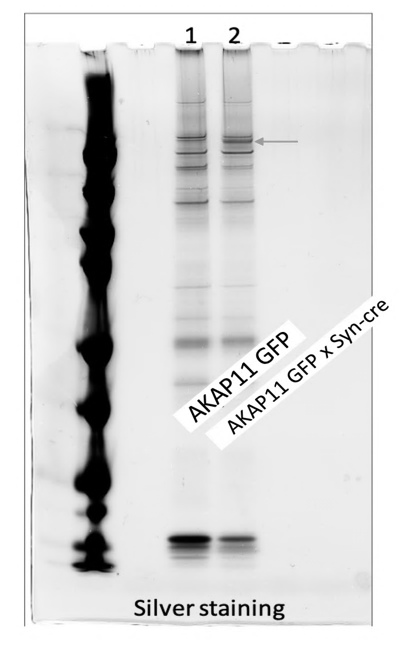 1 2
AKAP11 GFP
AKAP11 GFP x Syn-cre
Silver staining